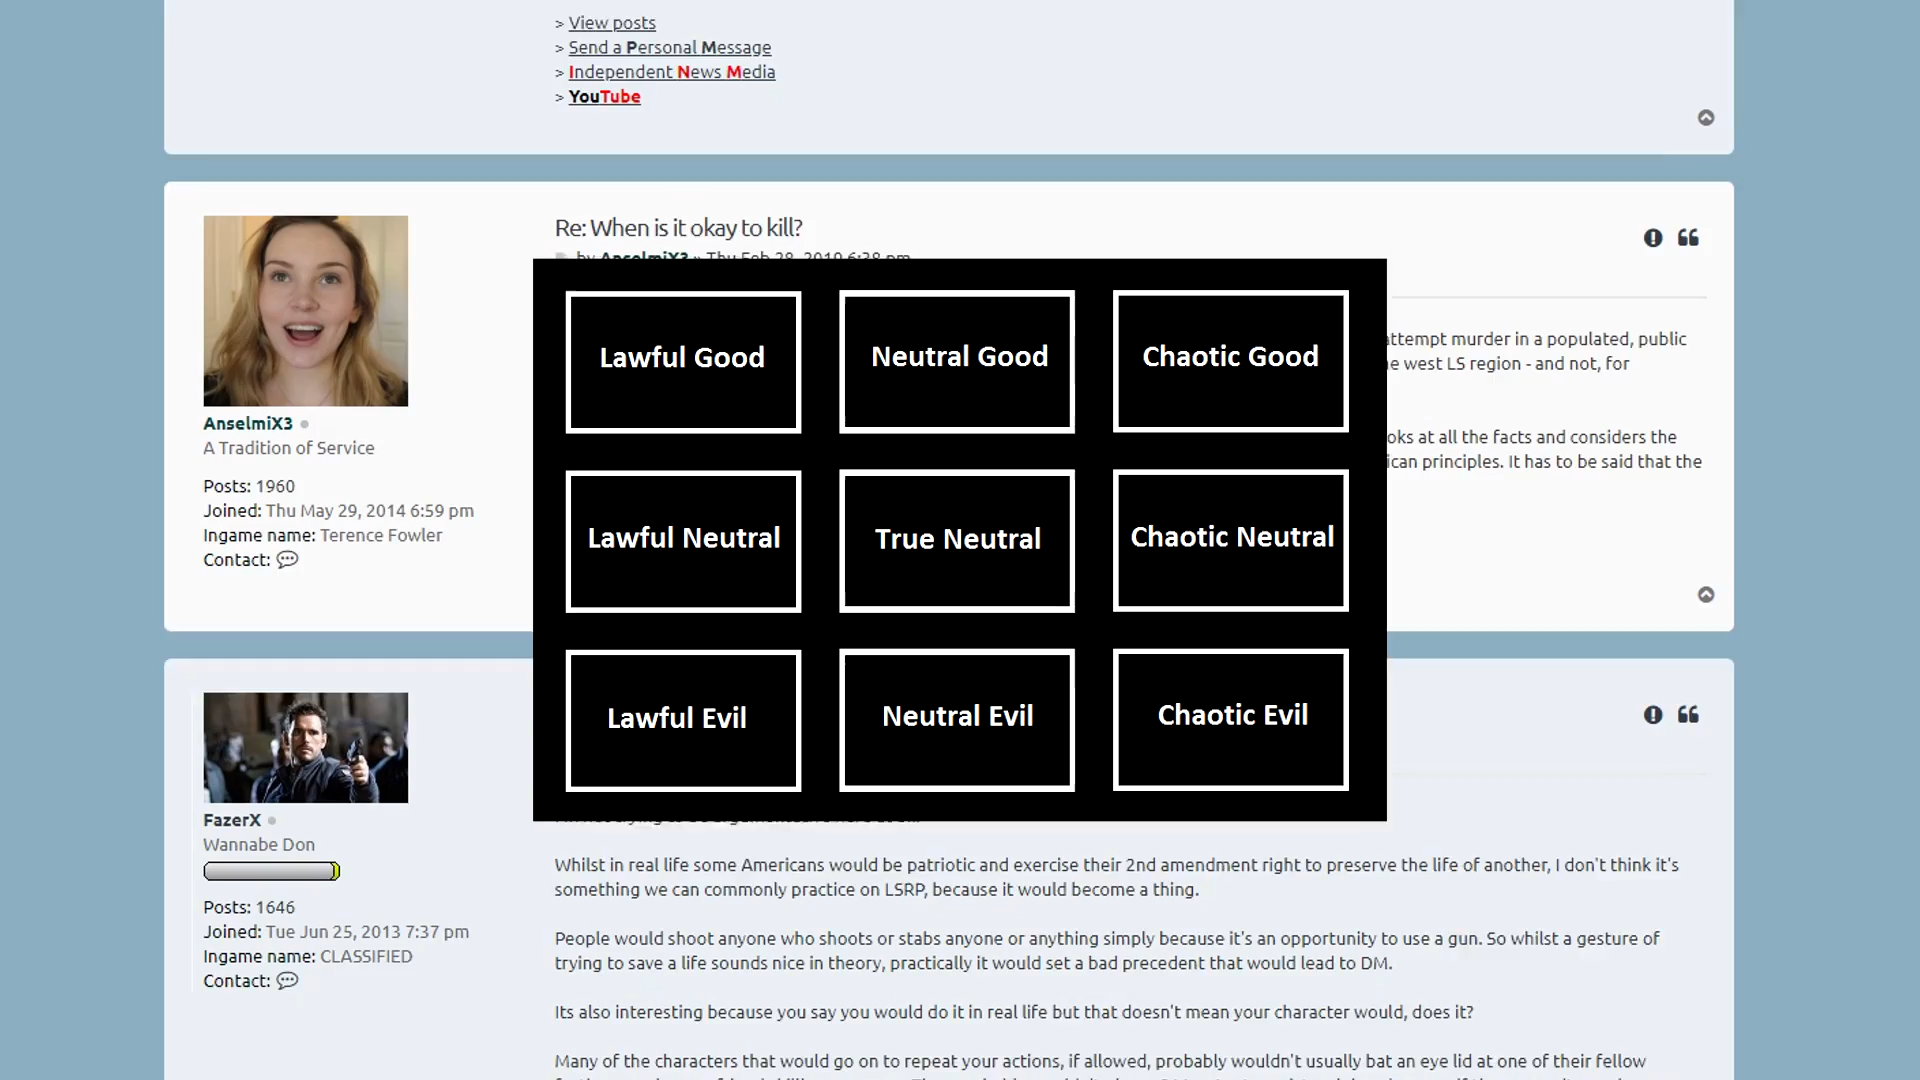 > View posts
> Send a Personal Message
> Independent News Media
> YouTube
Re: When is it okay to kill?
by AnselmiX3 » Thu Feb 28, 2019 6:38 pm
AnselmiX3
A Tradition of Service
Posts: 1960
Joined: Thu May 29, 2014 6:59 pm
Ingame name: Terence Fowler
Contact:
attempt murder in a populated, public
west LS region - and not, for
at all the facts and considers the
principles. It has to be said that the
Lawful Good
Neutral Good
Chaotic Good
Lawful Neutral
True Neutral
Chaotic Neutral
Lawful Evil
Neutral Evil
Chaotic Evil
FazerX
Wannabe Don
Posts: 1646
Joined: Tue Jun 25, 2013 7:37 pm
Ingame name: CLASSIFIED
Contact:
Whilst in real life some Americans would be patriotic and exercise their 2nd amendment right to preserve the life of another, I don't think it's
something we can commonly practice on LSRP, because it would become a thing.
People would shoot anyone who shoots or stabs anyone or anything simply because it's an opportunity to use a gun. So whilst a gesture of
trying to save a life sounds nice in theory, practically it would set a bad precedent that would lead to DM.
Its also interesting because you say you would do it in real life but that doesn't mean your character would, does it?
Many of the characters that would go on to repeat your actions, if allowed, probably wouldn't usually bat an eye lid at one of their fellow